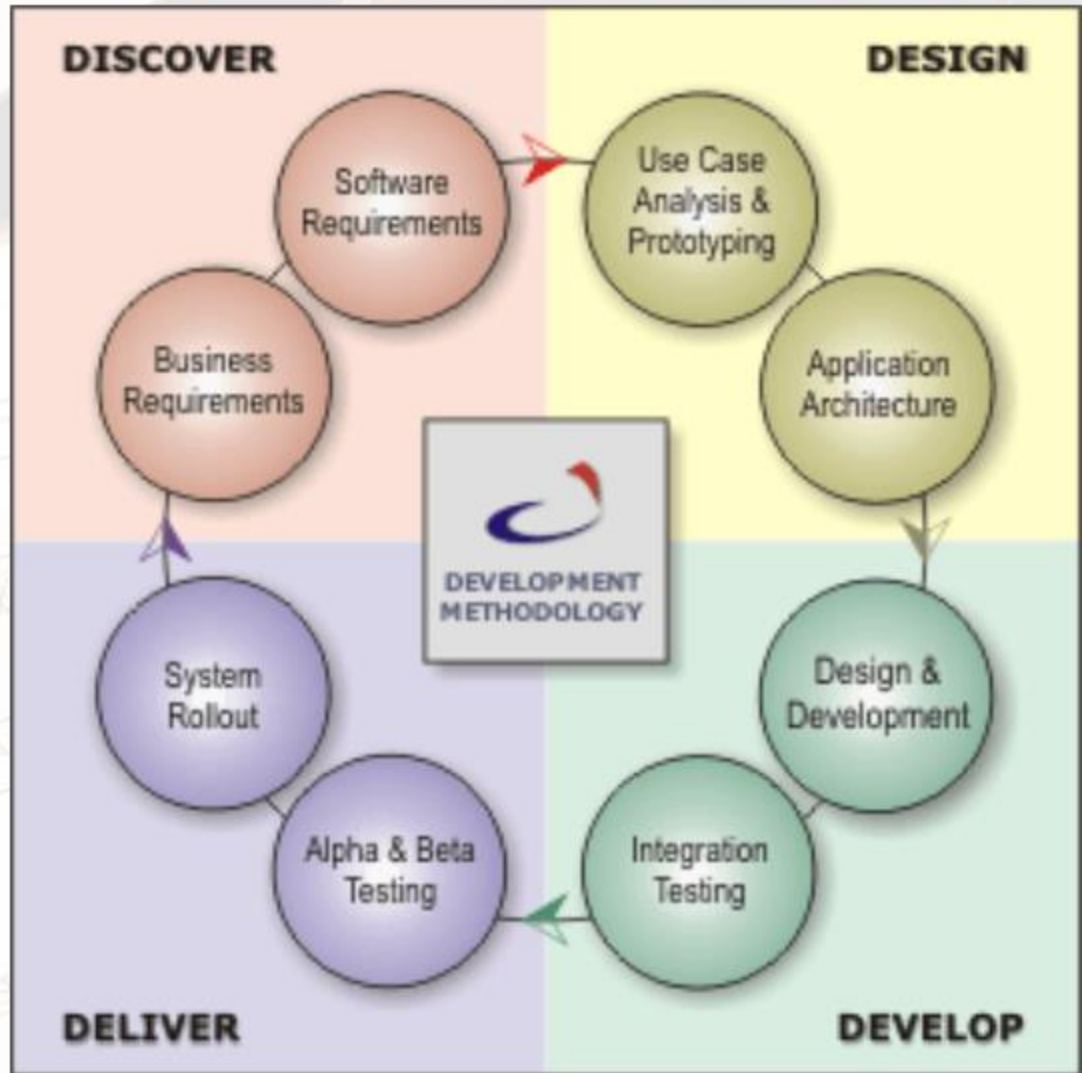 DISCOVER
DESIGN
Software
Requirements
Use Case
Analysis &
Prototyping
Business
Requirements
Application
Architecture
DEVELOPMENT
METHODOLOGY
System
Rollout
Design &
Development
Alpha & Beta
Testing
Integration
Testing
DELIVER
DEVELOP